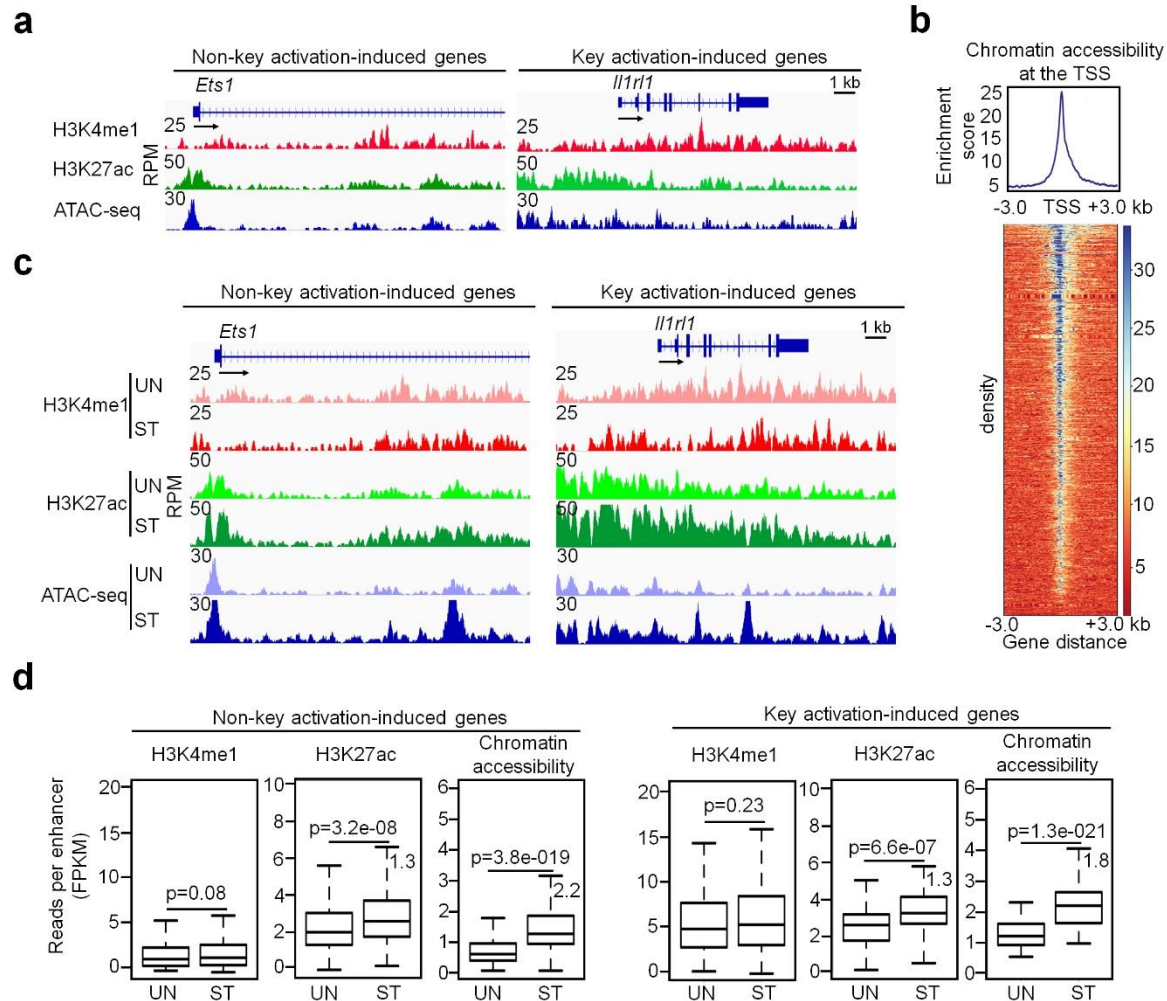 a
Non-key activation-induced genes
Key activation-induced genes
Ets1
Il1rl1
1 kb
H3K4me1
25
25
H3K27ac
50
50
ATAC-seq
30
30
RPM
b
Chromatin accessibility
at the TSS
Enrichment
score
25
20
15
10
5
-3.0 TSS +3.0 kb
density
30
25
20
15
10
5
-3.0 +3.0 kb
Gene distance
c
Non-key activation-induced genes
Key activation-induced genes
Ets1
Il1rl1
1 kb
H3K4me1
UN
25
25
ST
25
25
H3K27ac
UN
50
50
ST
50
50
RPM
ATAC-seq
UN
30
30
ST
30
30
d
Non-key activation-induced genes
Key activation-induced genes
Reads per enhancer
(FPKM)
H3K4me1
20
15
10
5
0
p=0.08
UN ST
H3K27ac
10
8
6
4
2
0
p=3.2e-08
1.3
UN ST
Chromatin
accessibility
6
5
4
3
2
1
0
p=3.8e-019
2.2
UN ST
H3K4me1
20
15
10
5
0
p=0.23
UN ST
H3K27ac
10
8
6
4
2
0
p=6.6e-07
1.3
UN ST
Chromatin
accessibility
6
5
4
3
2
1
0
p=1.3e-021
1.8
UN ST